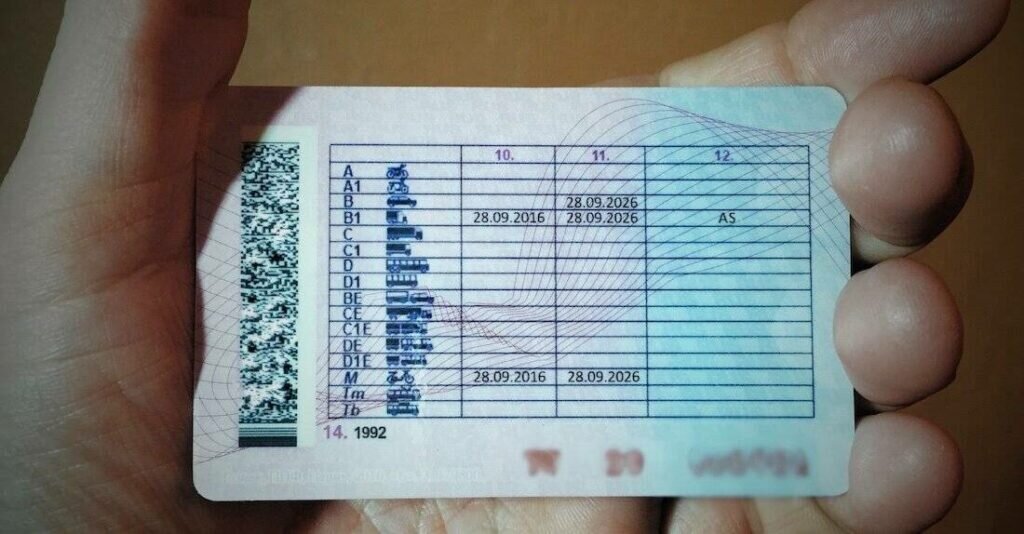 10. 11. 12.
A
A1
B 28.09.2026
B1 28.09.2016 28.09.2026 AS
C
C1
D
D1
BE
CE
C1E
DE
D1E
M 28.09.2016 28.09.2026
Tm
Tb
14. 1992